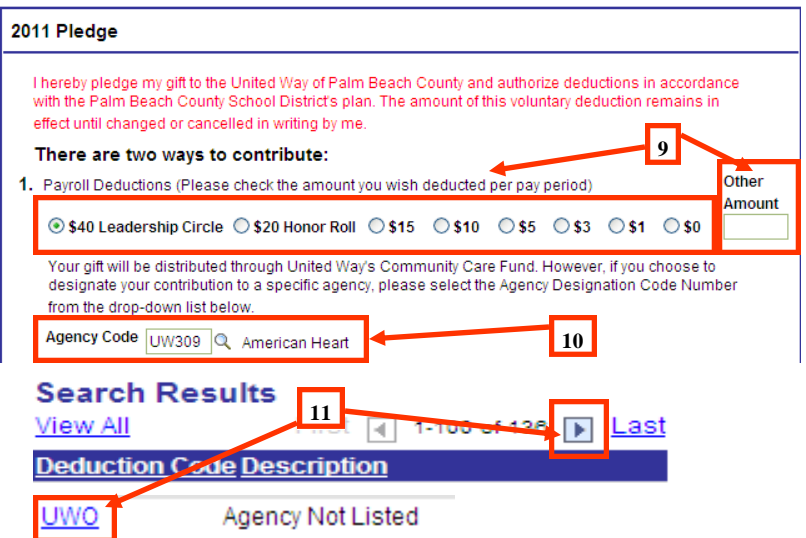 2011 Pledge
I hereby pledge my gift to the United Way of Palm Beach County and authorize deductions in accordance
with the Palm Beach County School District's plan. The amount of this voluntary deduction remains in
effect until changed or cancelled in writing by me.
There are two ways to contribute:
9
1. Payroll Deductions (Please check the amount you wish deducted per pay period)
Other
Amount
$40 Leadership Circle $20 Honor Roll $15 $10 $5 $3 $1 $0
Your gift will be distributed through United Way's Community Care Fund. However, if you choose to
designate your contribution to a specific agency, please select the Agency Designation Code Number
from the drop-down list below.
Agency Code UW309 American Heart
10
Search Results
11
View All First 1-100 of 136 Last
Deduction Code Description
UWO Agency Not Listed